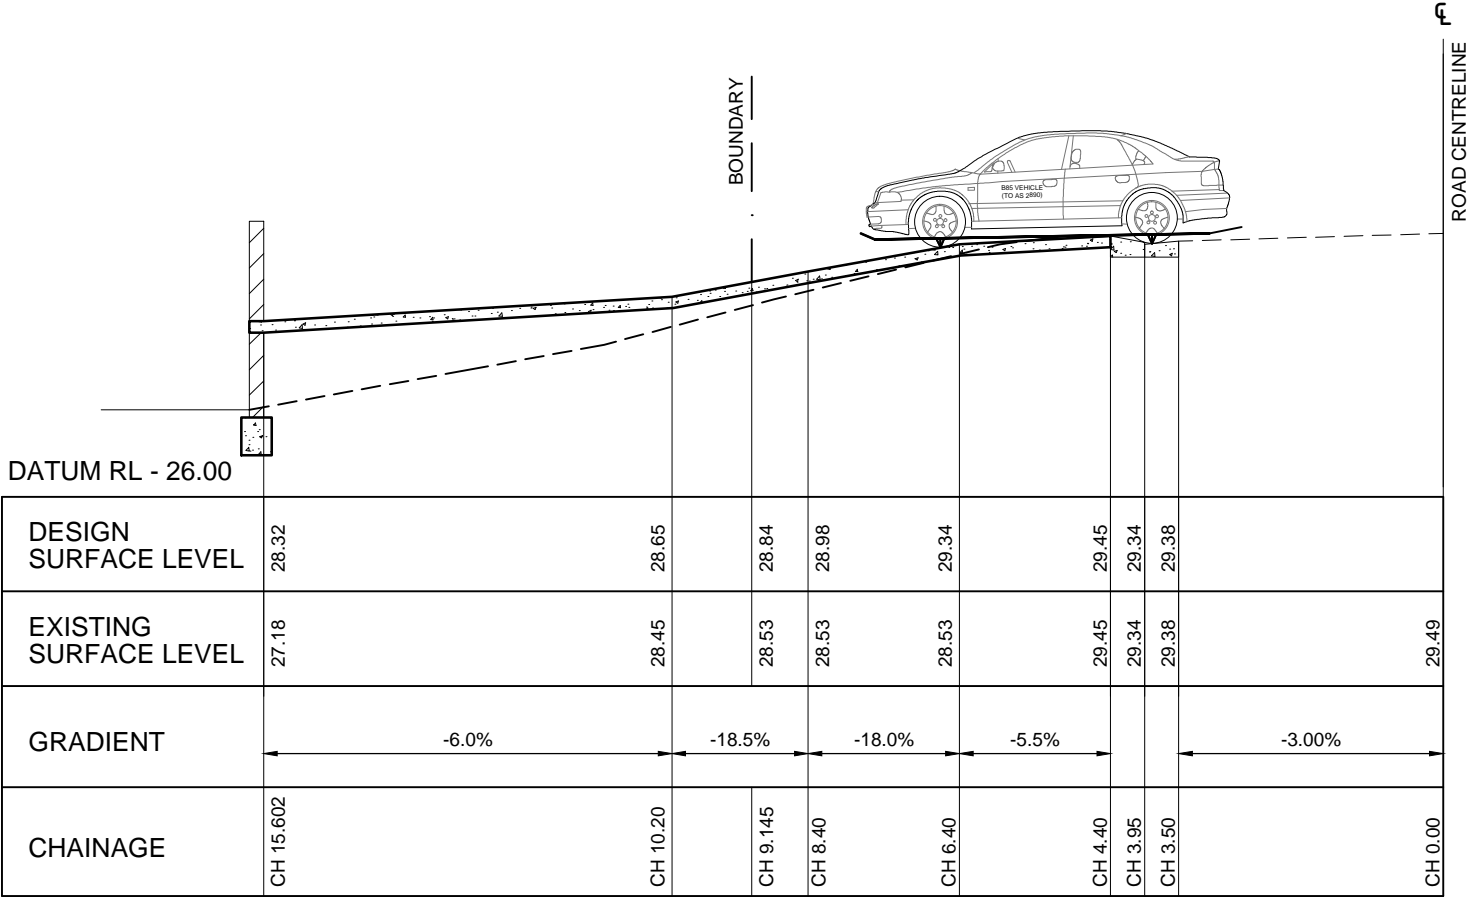 ℄
ROAD CENTRELINE
BOUNDARY
B85 VEHICLE
(TO AS 2890)
DATUM RL - 26.00
DESIGN
SURFACE LEVEL
28.32
28.65
28.84
28.98
29.34
29.45
29.34
29.38
EXISTING
SURFACE LEVEL
27.18
28.45
28.53
28.53
28.53
29.45
29.34
29.38
29.49
GRADIENT
-6.0%
-18.5%
-18.0%
-5.5%
-3.00%
CHAINAGE
CH 15.602
CH 10.20
CH 9.145
CH 8.40
CH 6.40
CH 4.40
CH 3.95
CH 3.50
CH 0.00